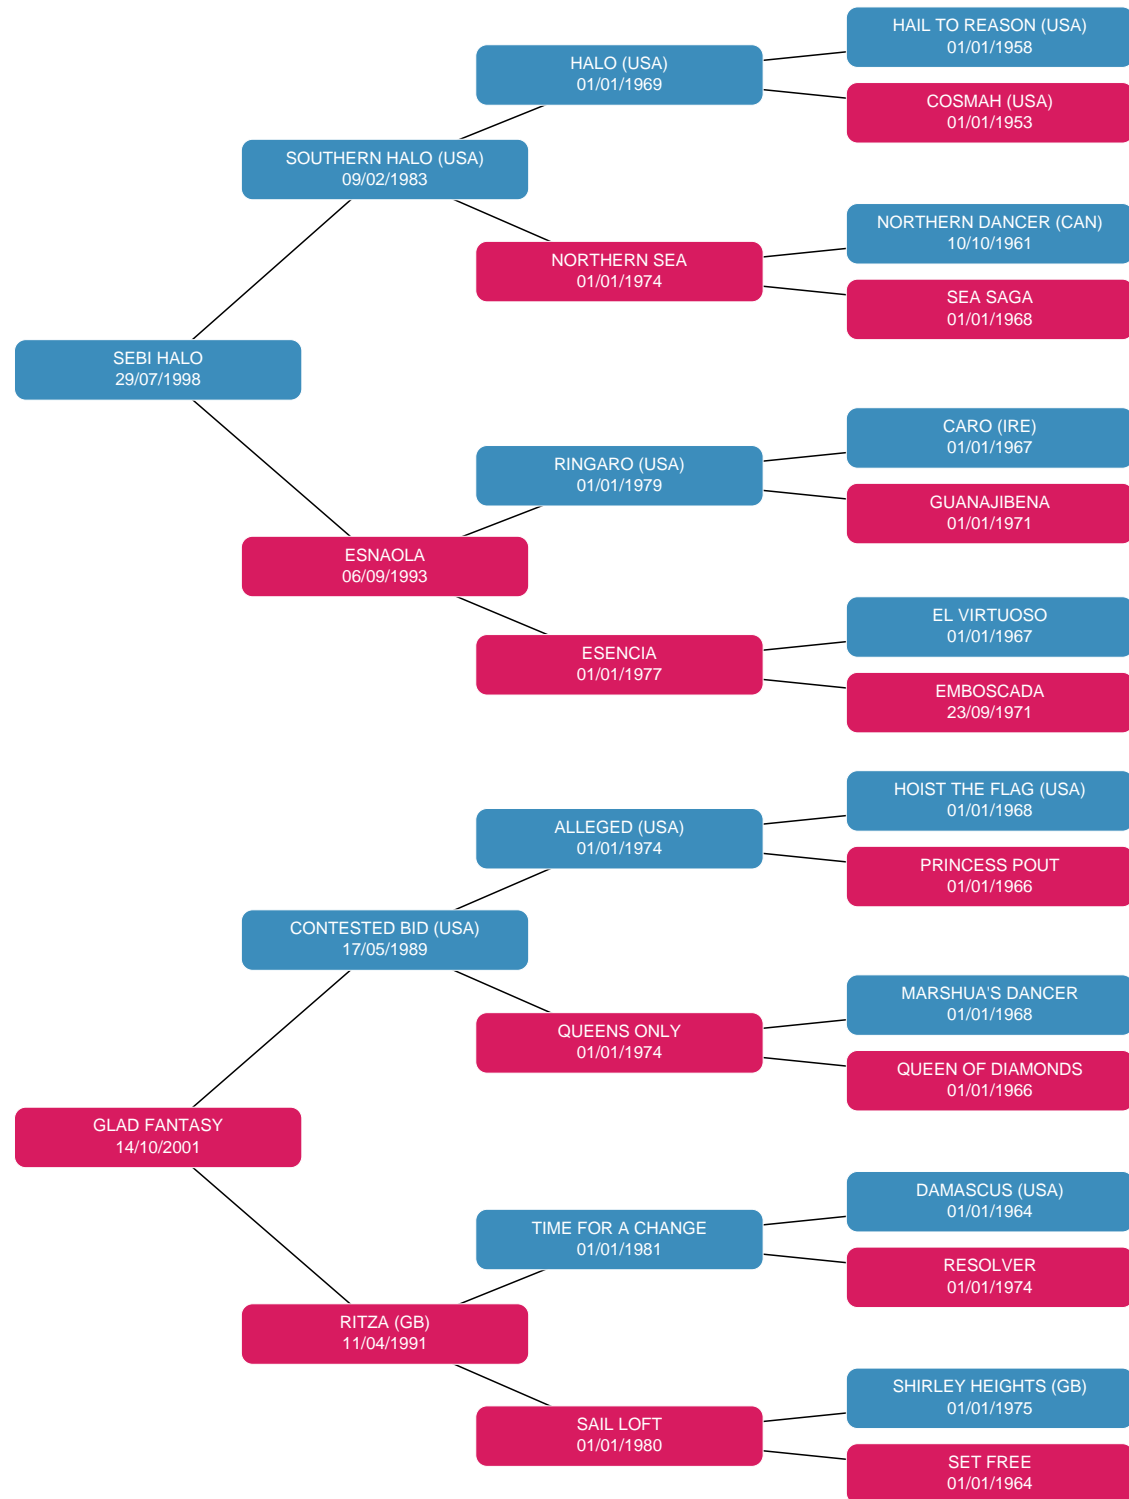 HAIL TO REASON (USA)
01/01/1958
HALO (USA)
01/01/1969
COSMAH (USA)
01/01/1953
SOUTHERN HALO (USA)
09/02/1983
NORTHERN DANCER (CAN)
10/10/1961
NORTHERN SEA
01/01/1974
SEA SAGA
01/01/1968
SEBI HALO
29/07/1998
CARO (IRE)
01/01/1967
RINGARO (USA)
01/01/1979
GUANAJIBENA
01/01/1971
ESNAOLA
06/09/1993
EL VIRTUOSO
01/01/1967
ESENCIA
01/01/1977
EMBOSCADA
23/09/1971
HOIST THE FLAG (USA)
01/01/1968
ALLEGED (USA)
01/01/1974
PRINCESS POUT
01/01/1966
CONTESTED BID (USA)
17/05/1989
MARSHUA'S DANCER
01/01/1968
QUEENS ONLY
01/01/1974
QUEEN OF DIAMONDS
01/01/1966
GLAD FANTASY
14/10/2001
DAMASCUS (USA)
01/01/1964
TIME FOR A CHANGE
01/01/1981
RESOLVER
01/01/1974
RITZA (GB)
11/04/1991
SHIRLEY HEIGHTS (GB)
01/01/1975
SAIL LOFT
01/01/1980
SET FREE
01/01/1964